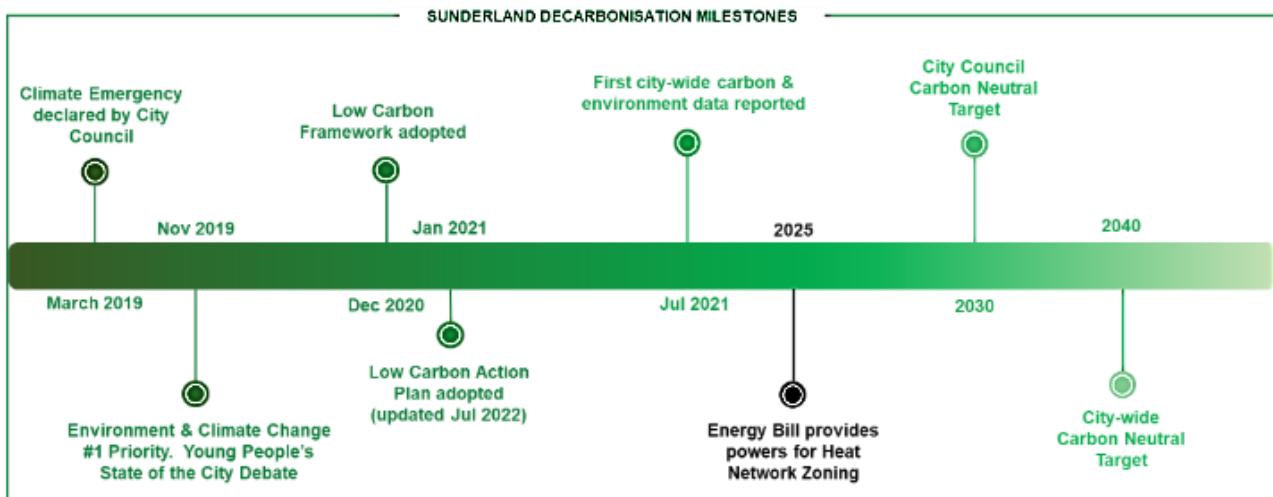 SUNDERLAND DECARBONISATION MILESTONES
Climate Emergency
declared by City
Council
Low Carbon
Framework adopted
First city-wide carbon &
environment data reported
City Council
Carbon Neutral
Target
Nov 2019
Jan 2021
2025
2040
March 2019
Dec 2020
Jul 2021
2030
Environment & Climate Change
#1 Priority. Young People's
State of the City Debate
Low Carbon Action
Plan adopted
(updated Jul 2022)
Energy Bill provides
powers for Heat
Network Zoning
City-wide
Carbon Neutral
Target